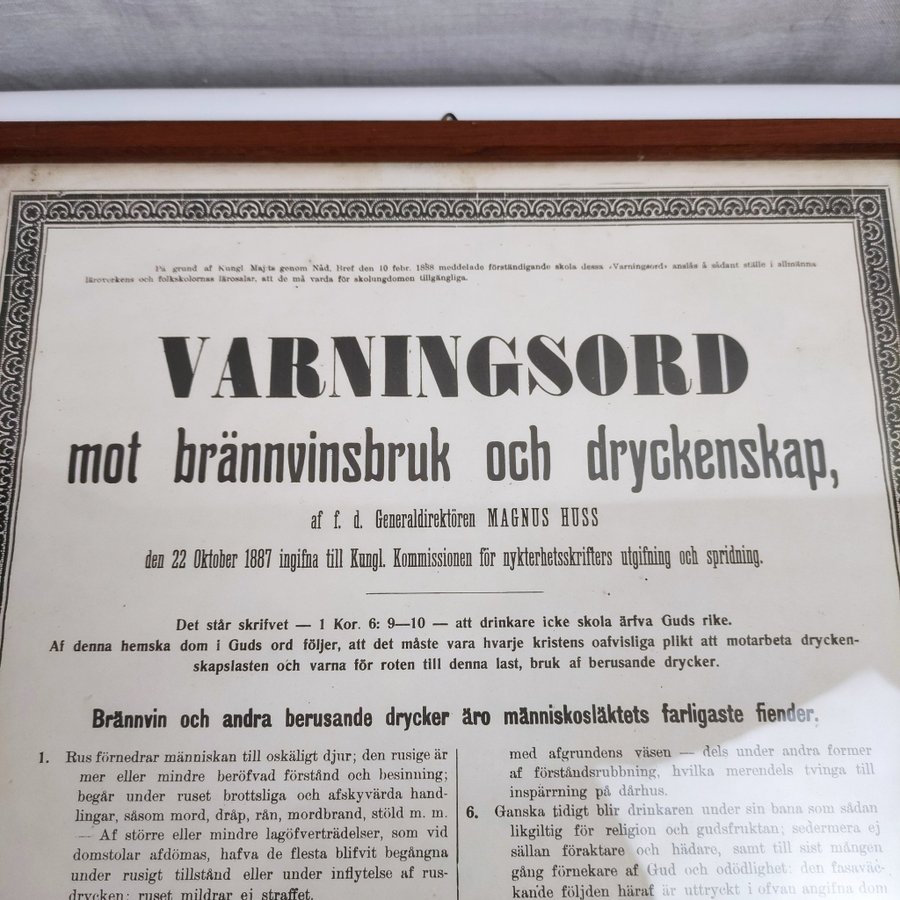 På grund af Kungl Maj:ts genom Nåd. Bref den 10 febr. 1888 meddelade förständigande skola dessa »Varningsord» anslås å sådant ställe i allmänna
läroverkens och folkskolornas lärosalar, att de må varda för skolungdomen tillgängliga.
VARNINGSORD
mot brännvinsbruk och dryckenskap,
af f. d. Generaldirektören MAGNUS HUSS
den 22 Oktober 1887 ingifna till Kungl. Kommissionen för nykterhetsskrifters utgifning och spridning.
Det står skrifvet — 1 Kor. 6: 9—10 — att drinkare icke skola ärfva Guds rike.
Af denna hemska dom i Guds ord följer, att det måste vara hvarje kristens oafvisliga plikt att motarbeta drycken-
skapslasten och varna för roten till denna last, bruk af berusande drycker.
Brännvin och andra berusande drycker äro människosläktets farligaste fiender.
1. Rus förnedrar människan till oskäligt djur; den rusige är
mer eller mindre beröfvad förstånd och besinning;
begår under ruset brottsliga och afskyvärda hand-
lingar, såsom mord, dråp, rån, mordbrand, stöld m. m.
— Af större eller mindre lagöfverträdelser, som vid
domstolar afdömas, hafva de flesta blifvit begångna
under rusigt tillstånd eller under inflytelse af rus-
drycken; ruset mildrar ej straffet.
med afgrundens väsen — dels under andra former
af förståndsrubbning, hvilka merendels tvinga till
inspärrning på dårhus.
6. Ganska tidigt blir drinkaren under sin bana som sådan
likgiltig för religion och gudsfruktan; sedermera ej
sällan föraktare och hädare, samt till sist mången
gång förnekare af Gud och odödlighet: den fasaväc-
kande följden häraf är uttryckt i ofvan angifna dom